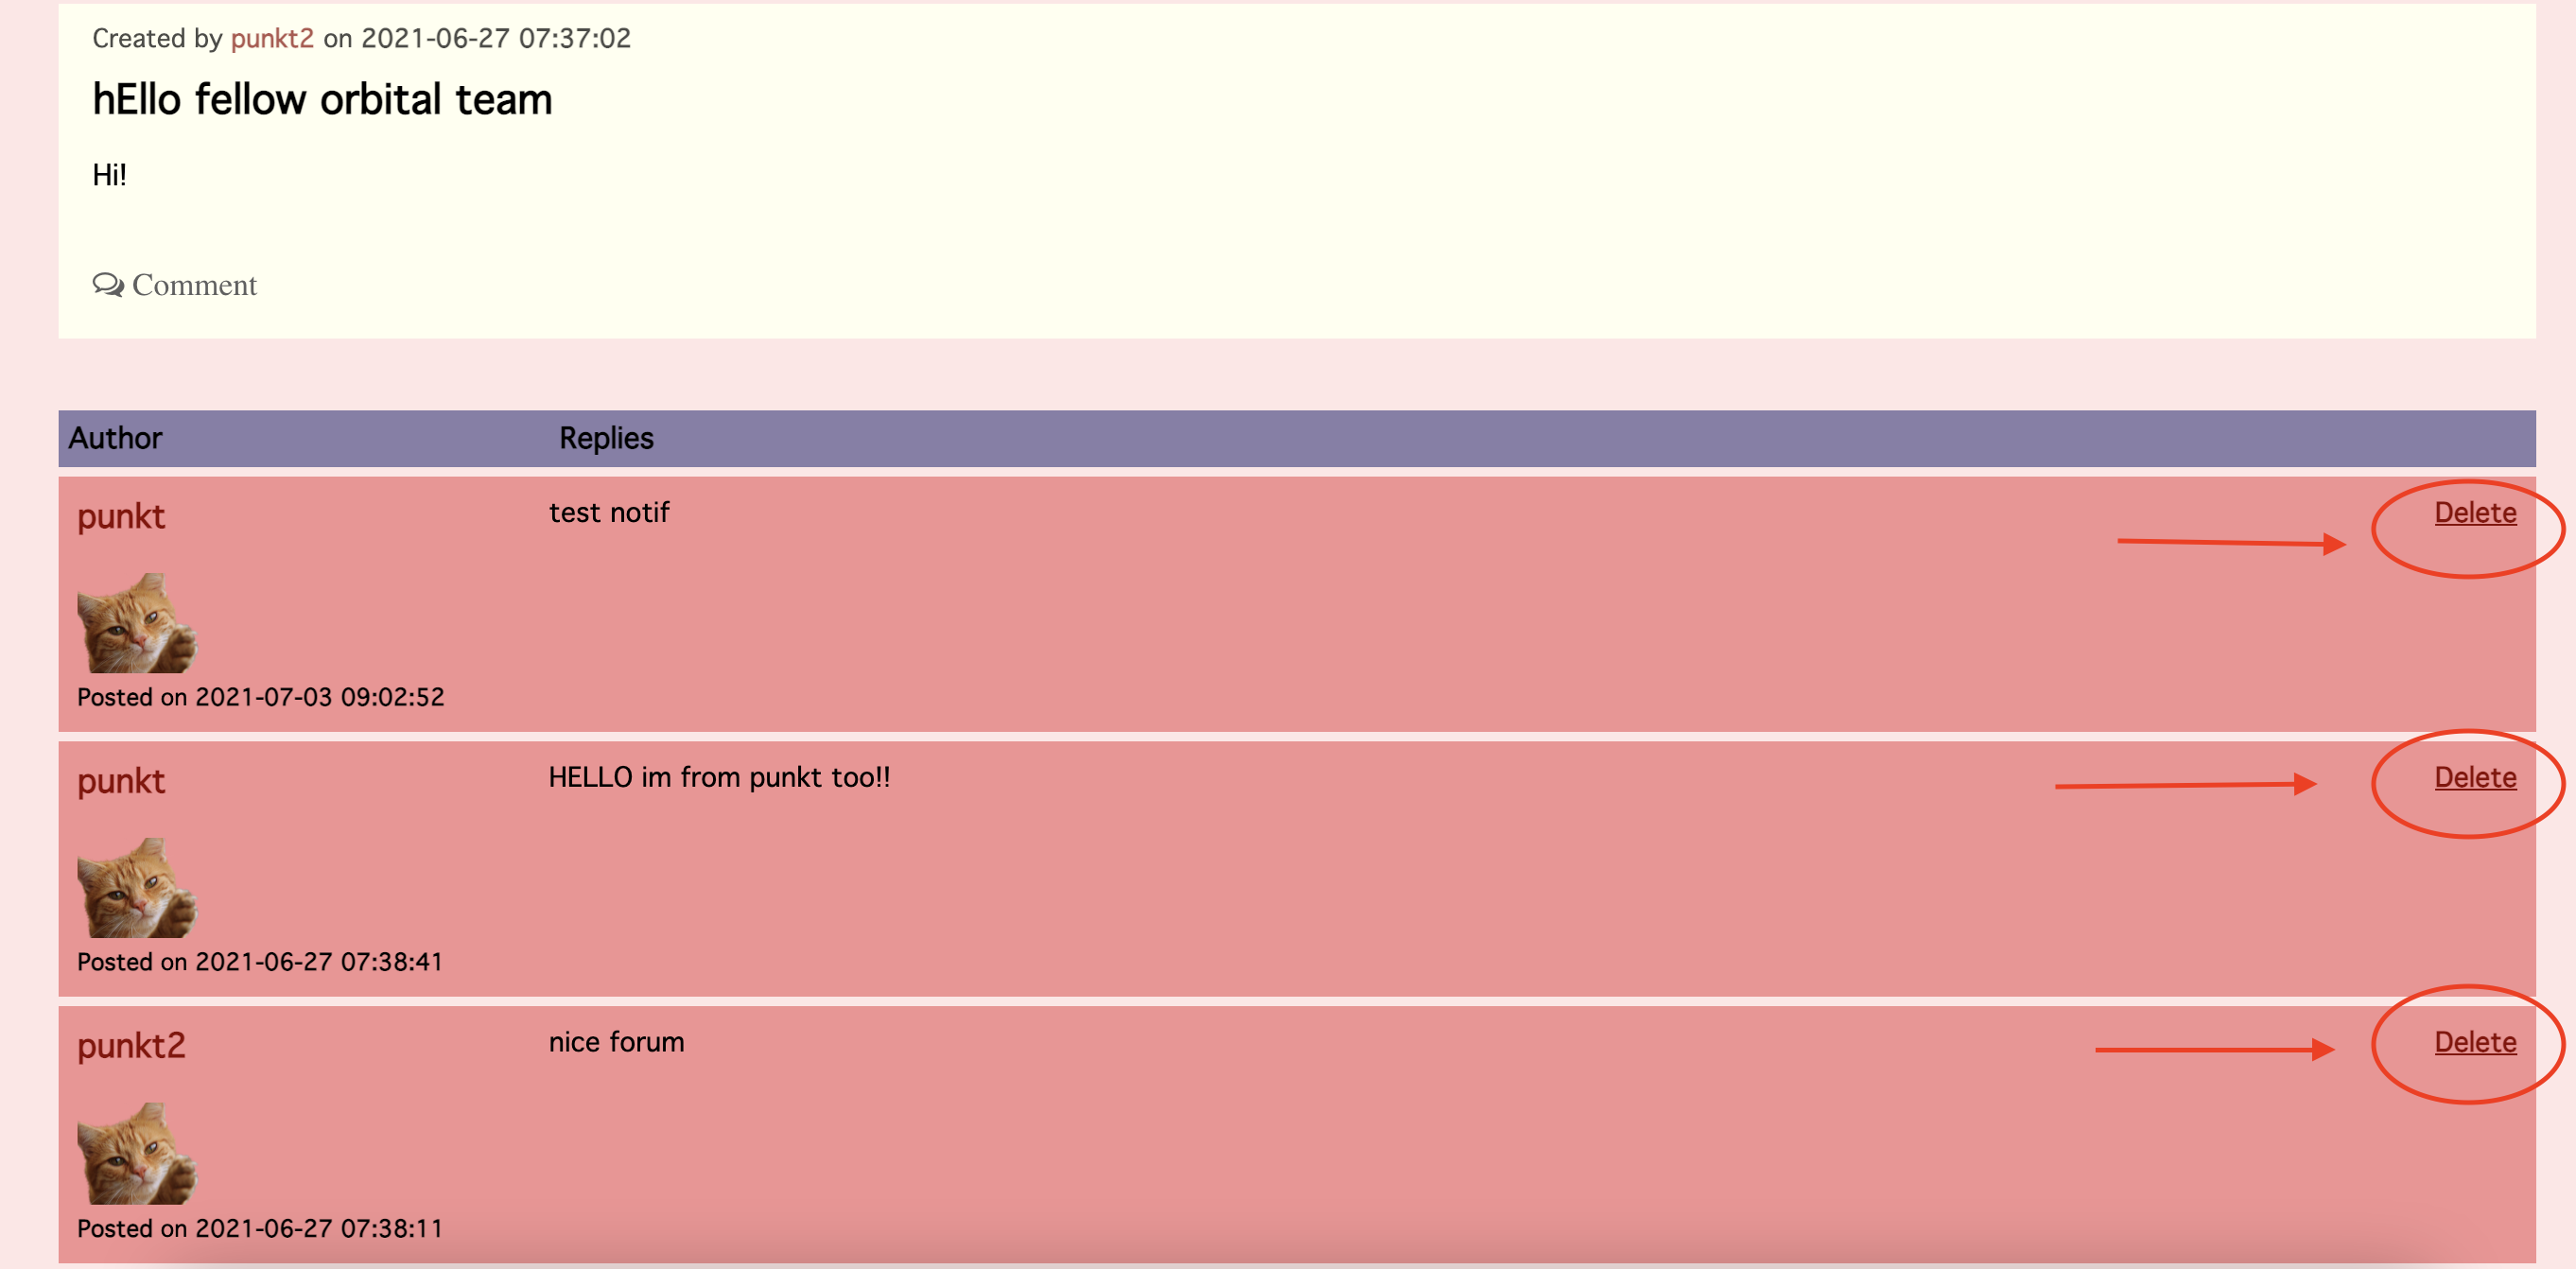 Created by punkt2 on 2021-06-27 07:37:02
hEllo fellow orbital team
Hi!
Comment
Author Replies
punkt test notif Delete
Posted on 2021-07-03 09:02:52
punkt HELLO im from punkt too!! Delete
Posted on 2021-06-27 07:38:41
punkt2 nice forum Delete
Posted on 2021-06-27 07:38:11